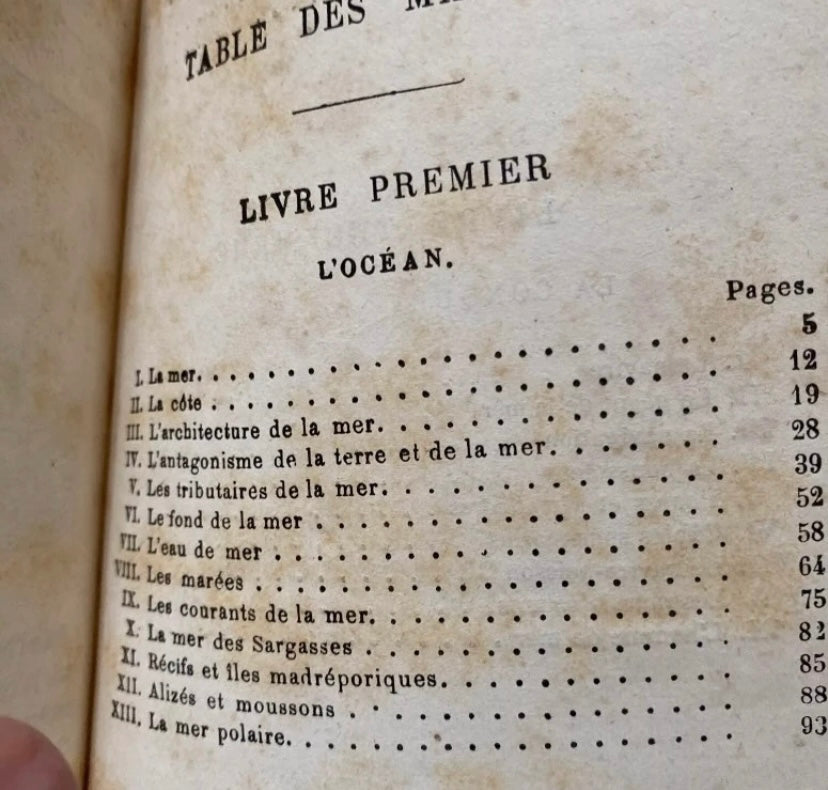 TABLE DES
LIVRE PREMIER
L'OCÉAN.
Pages.
I. La mer. 5
II. La côte 12
III. L'architecture de la mer. 19
IV. L'antagonisme de la terre et de la mer. 28
V. Les tributaires de la mer. 39
VI. Le fond de la mer 52
VII. L'eau de mer 58
VIII. Les marées 64
IX. Les courants de la mer. 75
X. La mer des Sargasses 82
XI. Récifs et îles madréporiques. 85
XII. Alizés et moussons 88
XIII. La mer polaire. 93